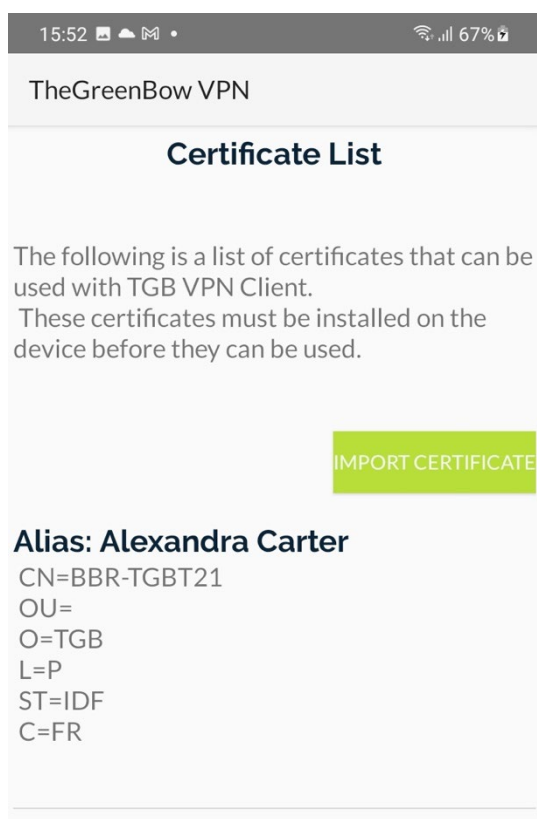 15:52
67%
TheGreenBow VPN
Certificate List
The following is a list of certificates that can be
used with TGB VPN Client.
These certificates must be installed on the
device before they can be used.
IMPORT CERTIFICATE
Alias: Alexandra Carter
CN=BBR-TGBT21
OU=
O=TGB
L=P
ST=IDF
C=FR